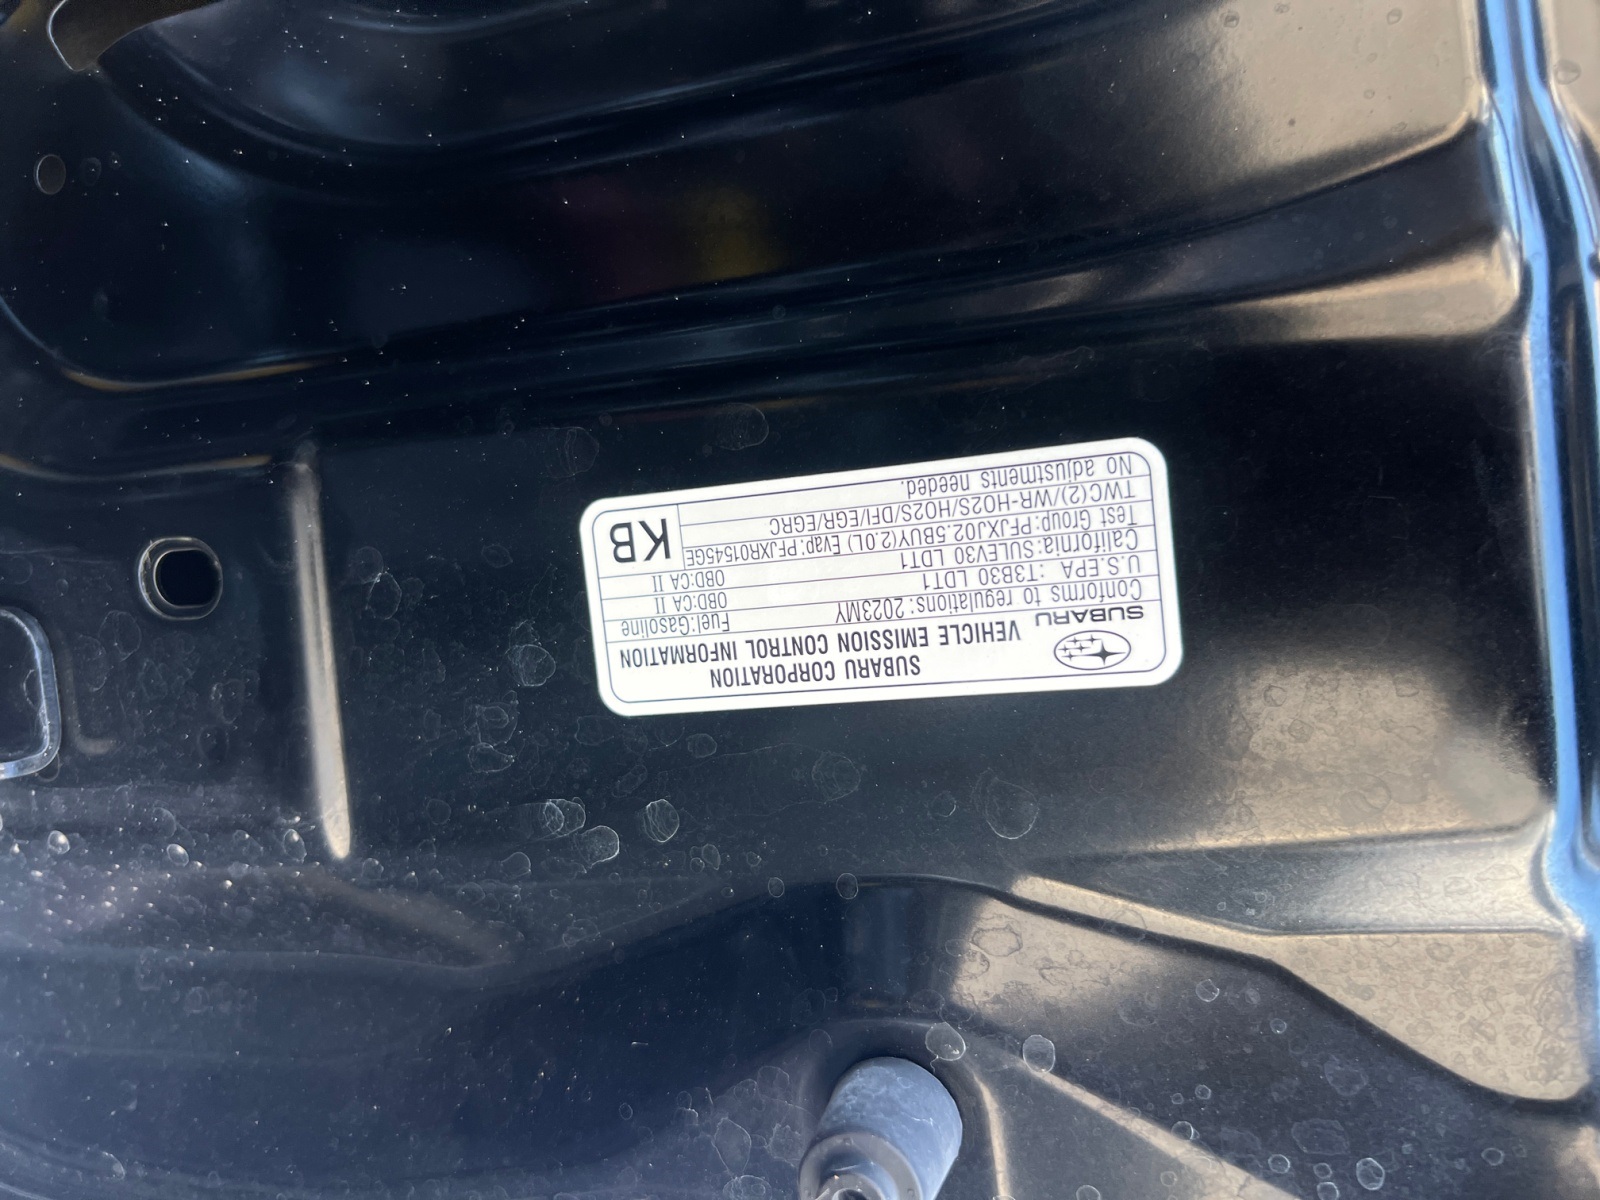 SUBARU CORPORATION
VEHICLE EMISSION CONTROL INFORMATION
SUBARU
Conforms to regulations: 2023MY Fuel:Gasoline
U.S.EPA :T3B30 LDT1 OBD:CA II
California:SULEV30 LDT1 OBD:CA II
Test Group:PFJXJ02.5BUY(2.0L) Evap:PFJXR01545GE
TWC(2)/WR-HO2S/HO2S/DFI/EGR/EGRC
No adjustments needed.
KB